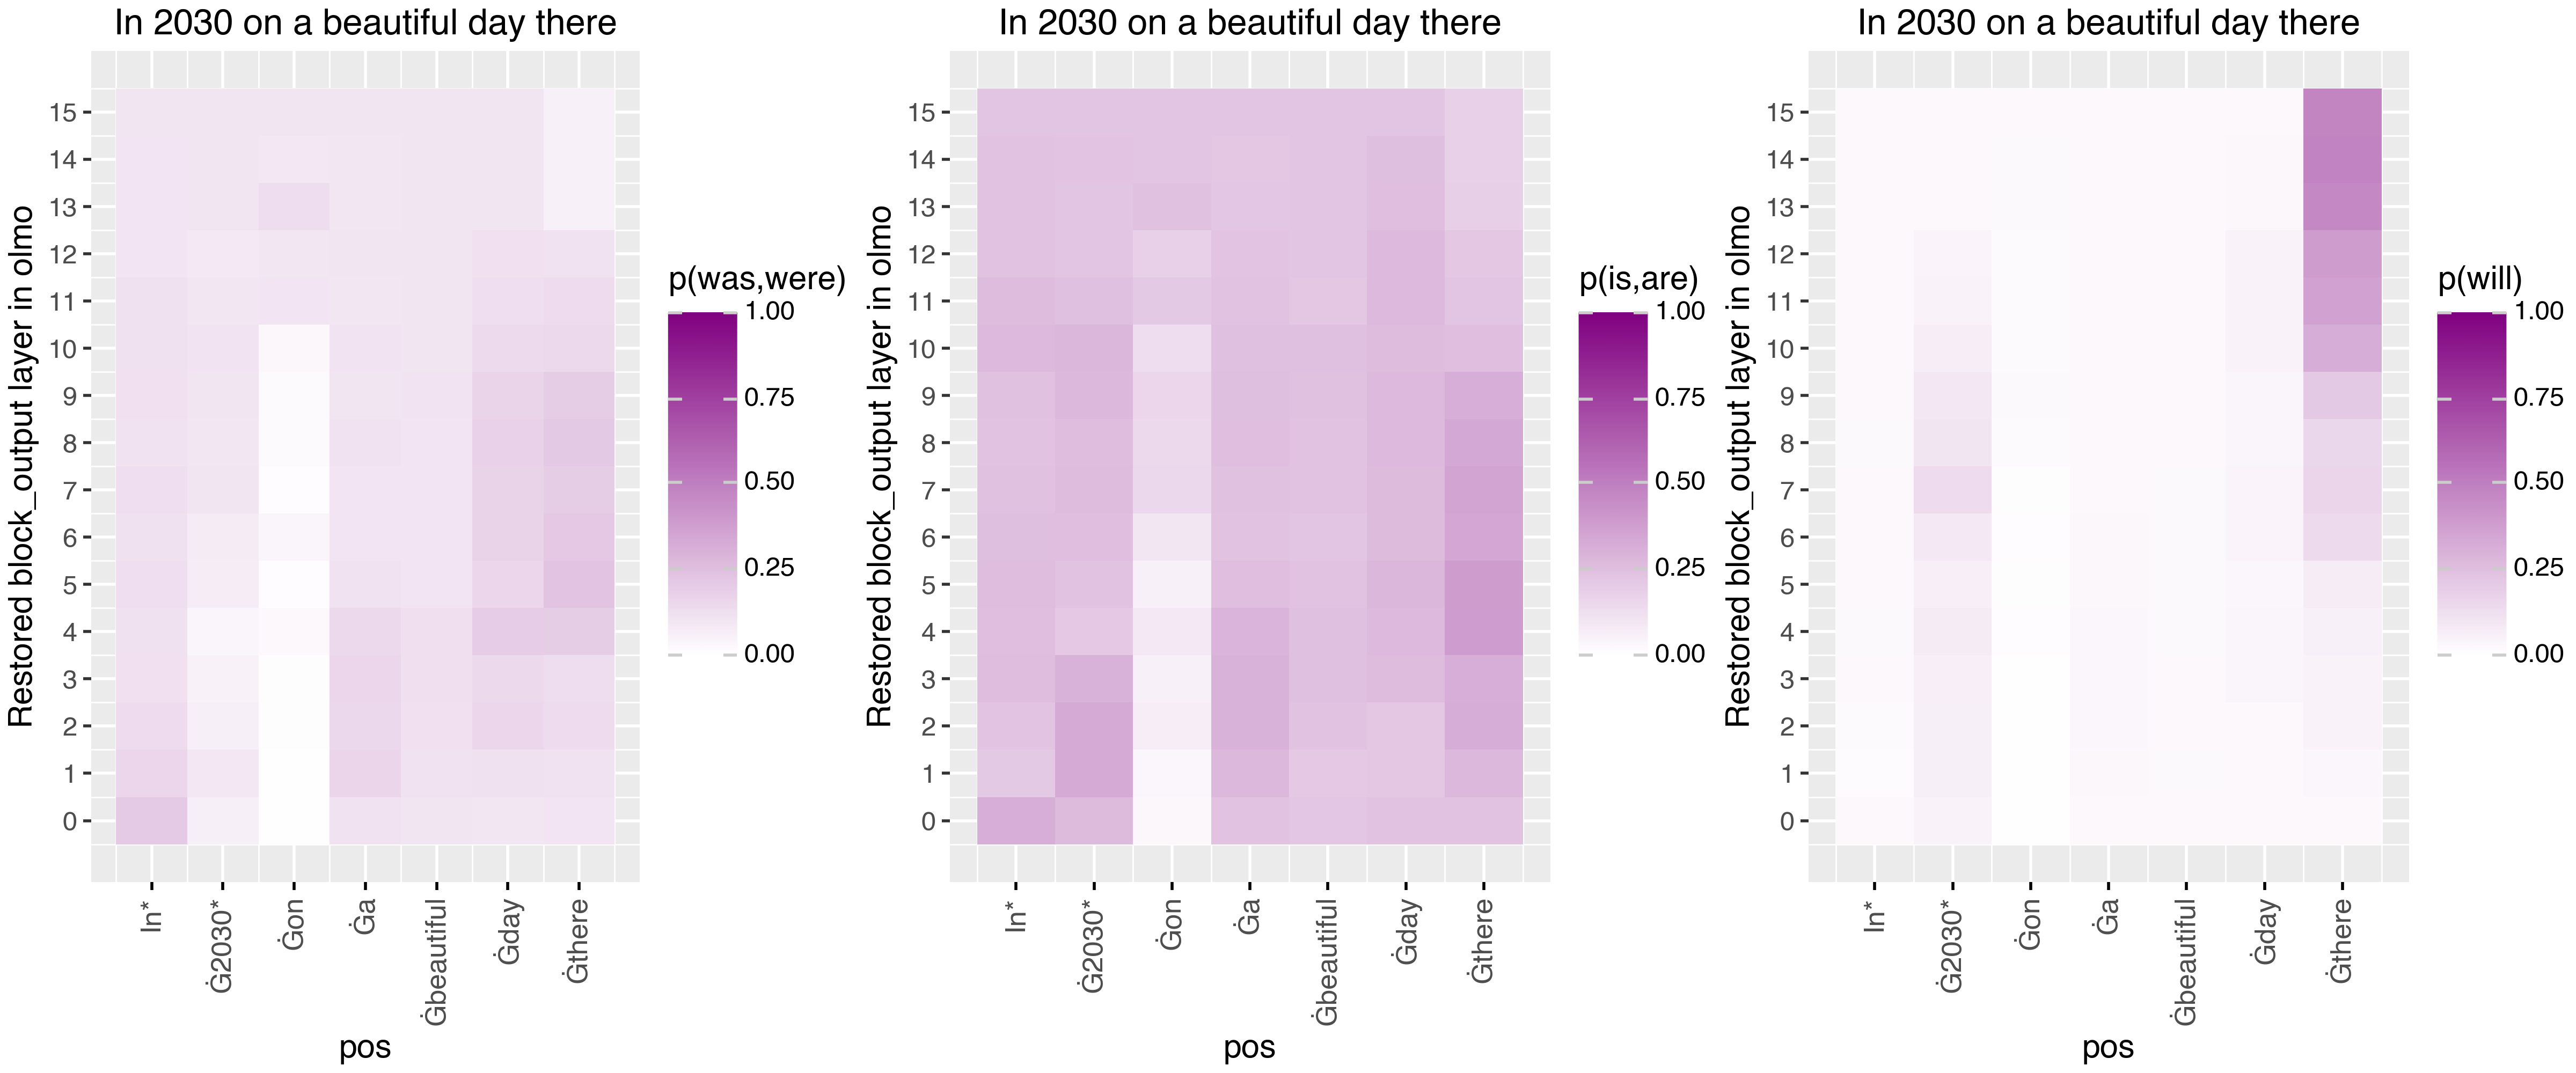 In 2030 on a beautiful day there
Restored block_output layer in olmo
15
14
13
12
11
10
9
8
7
6
5
4
3
2
1
0
In*
Ġ2030*
Ġon
Ġa
Ġbeautiful
Ġday
Ġthere
pos
p(was,were)
1.00
0.75
0.50
0.25
0.00
In 2030 on a beautiful day there
Restored block_output layer in olmo
15
14
13
12
11
10
9
8
7
6
5
4
3
2
1
0
In*
Ġ2030*
Ġon
Ġa
Ġbeautiful
Ġday
Ġthere
pos
p(is,are)
1.00
0.75
0.50
0.25
0.00
In 2030 on a beautiful day there
Restored block_output layer in olmo
15
14
13
12
11
10
9
8
7
6
5
4
3
2
1
0
In*
Ġ2030*
Ġon
Ġa
Ġbeautiful
Ġday
Ġthere
pos
p(will)
1.00
0.75
0.50
0.25
0.00